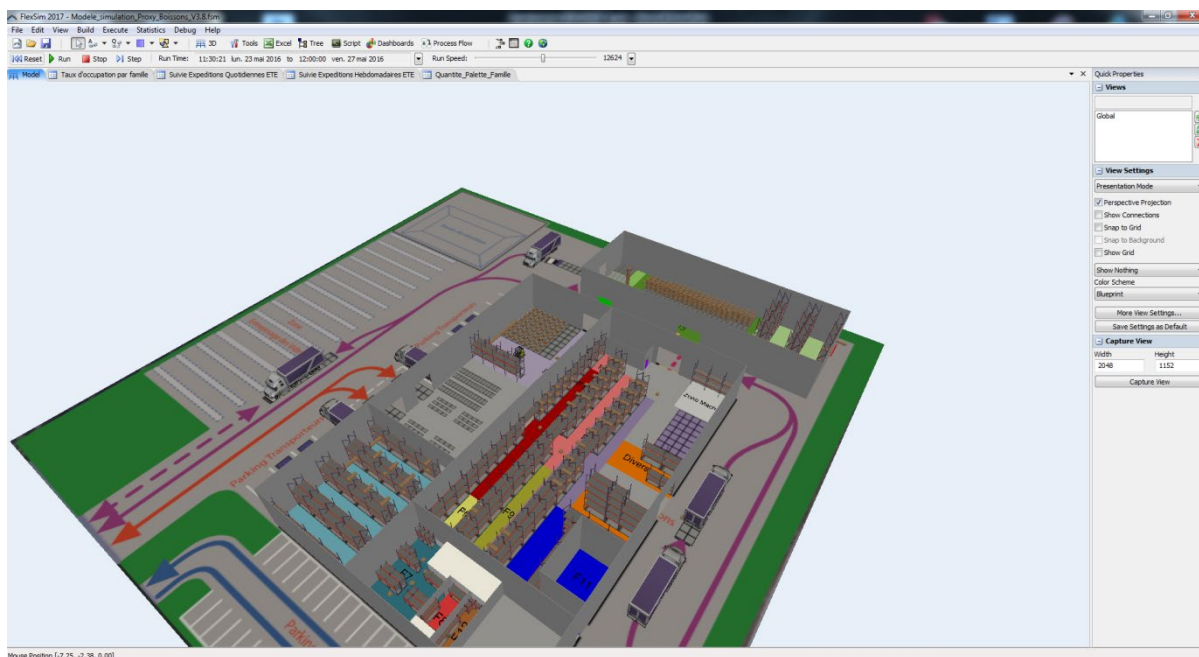 FlexSim 2017 - Modele_simulation_Proxy_Boissons_V3.8.fsm
File Edit View Build Execute Statistics Debug Help
3D Tools Excel Tree Script Dashboards Process Flow
Reset Run Stop Step Run Time: 11:30:21 lun. 23 mai 2016 to 12:00:00 ven. 27 mai 2016 Run Speed: 12624
Model Taux d'occupation par famille Suivie Expeditions Quotidiennes ETE Suivie Expeditions Hebdomadaires ETE Quantite_Palette_Famille
Quick Properties
Views
Global
View Settings
Presentation Mode
Perspective Projection
Show Connections
Snap to Grid
Snap to Background
Show Grid
Show Nothing
Color Scheme
Blueprint
More View Settings...
Save Settings as Default
Capture View
Width Height
2048 1152
Capture View
Zone Mech
Divers
Parking Transporteurs
F9
F11
Parking
Mouse Position [-7.25, -2.38, 0.00]